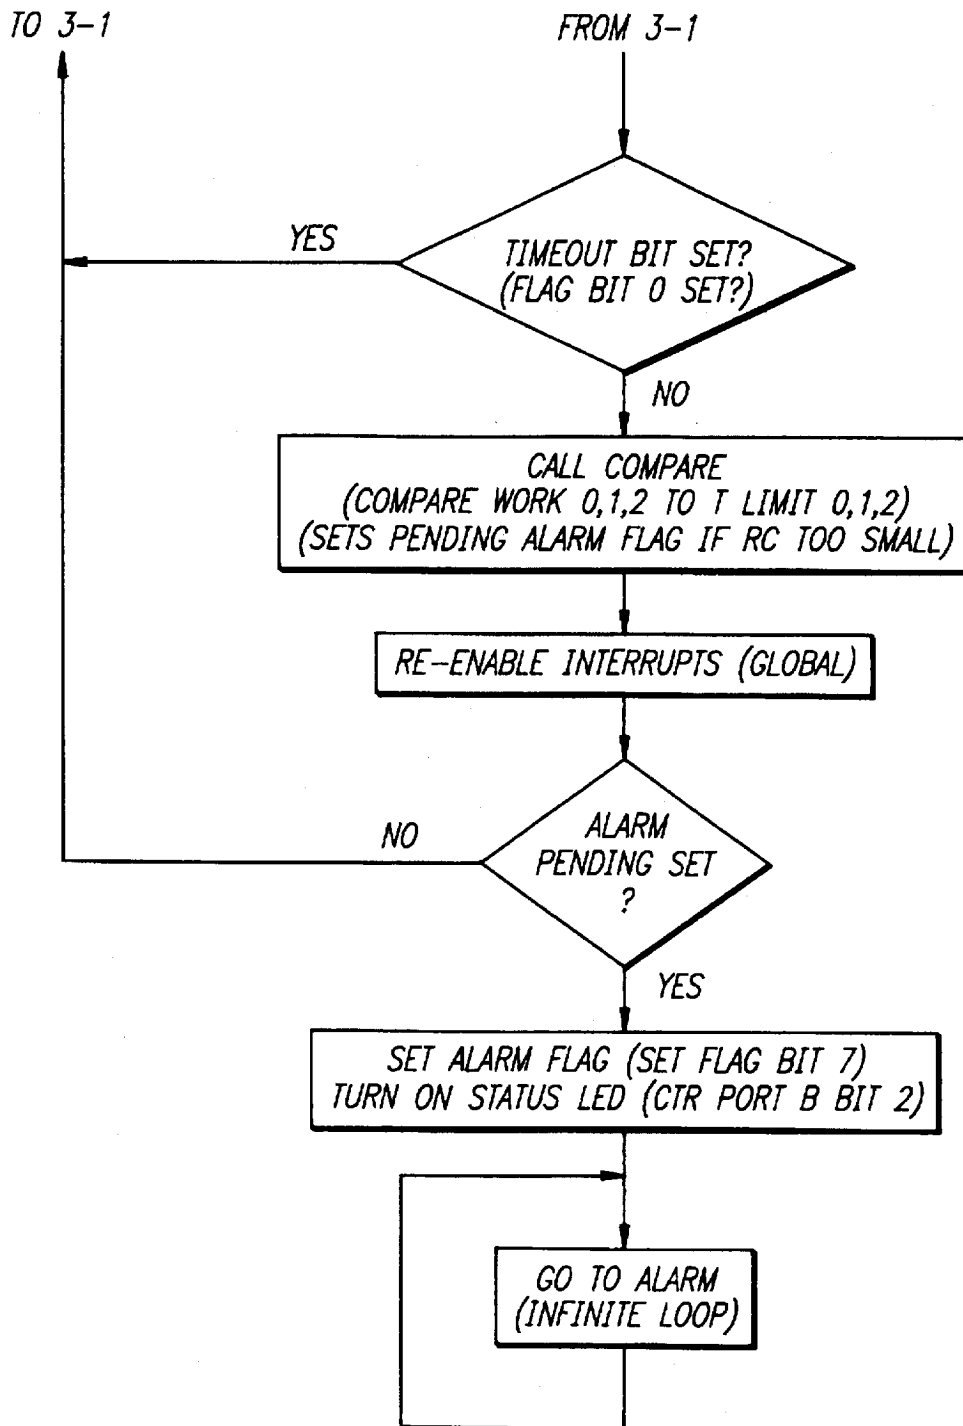 TO 3-1
FROM 3-1
YES
TIMEOUT BIT SET?
(FLAG BIT 0 SET?)
NO
CALL COMPARE
(COMPARE WORK 0,1,2 TO T LIMIT 0,1,2)
(SETS PENDING ALARM FLAG IF RC TOO SMALL)
RE-ENABLE INTERRUPTS (GLOBAL)
NO
ALARM
PENDING SET
?
YES
SET ALARM FLAG (SET FLAG BIT 7)
TURN ON STATUS LED (CTR PORT B BIT 2)
GO TO ALARM
(INFINITE LOOP)